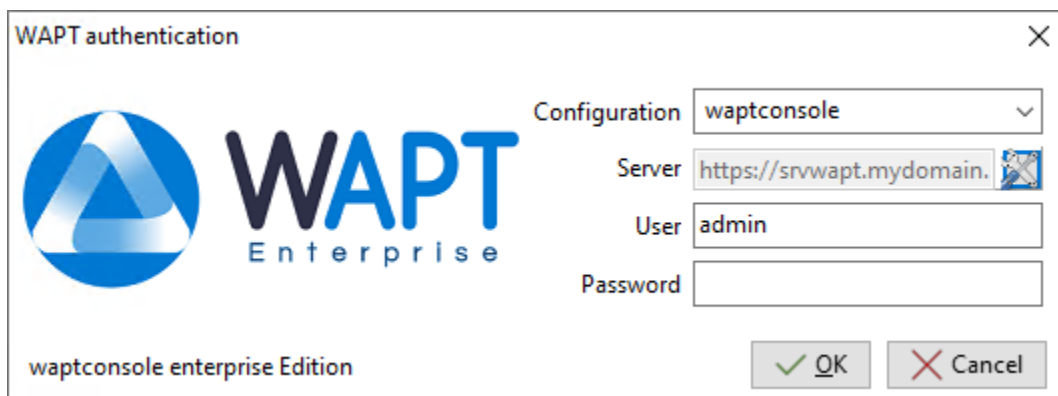 WAPT authentication
WAPT
Enterprise
Configuration waptconsole
Server https://srvwapt.mydomain.
User admin
Password
waptconsole enterprise Edition
OK Cancel